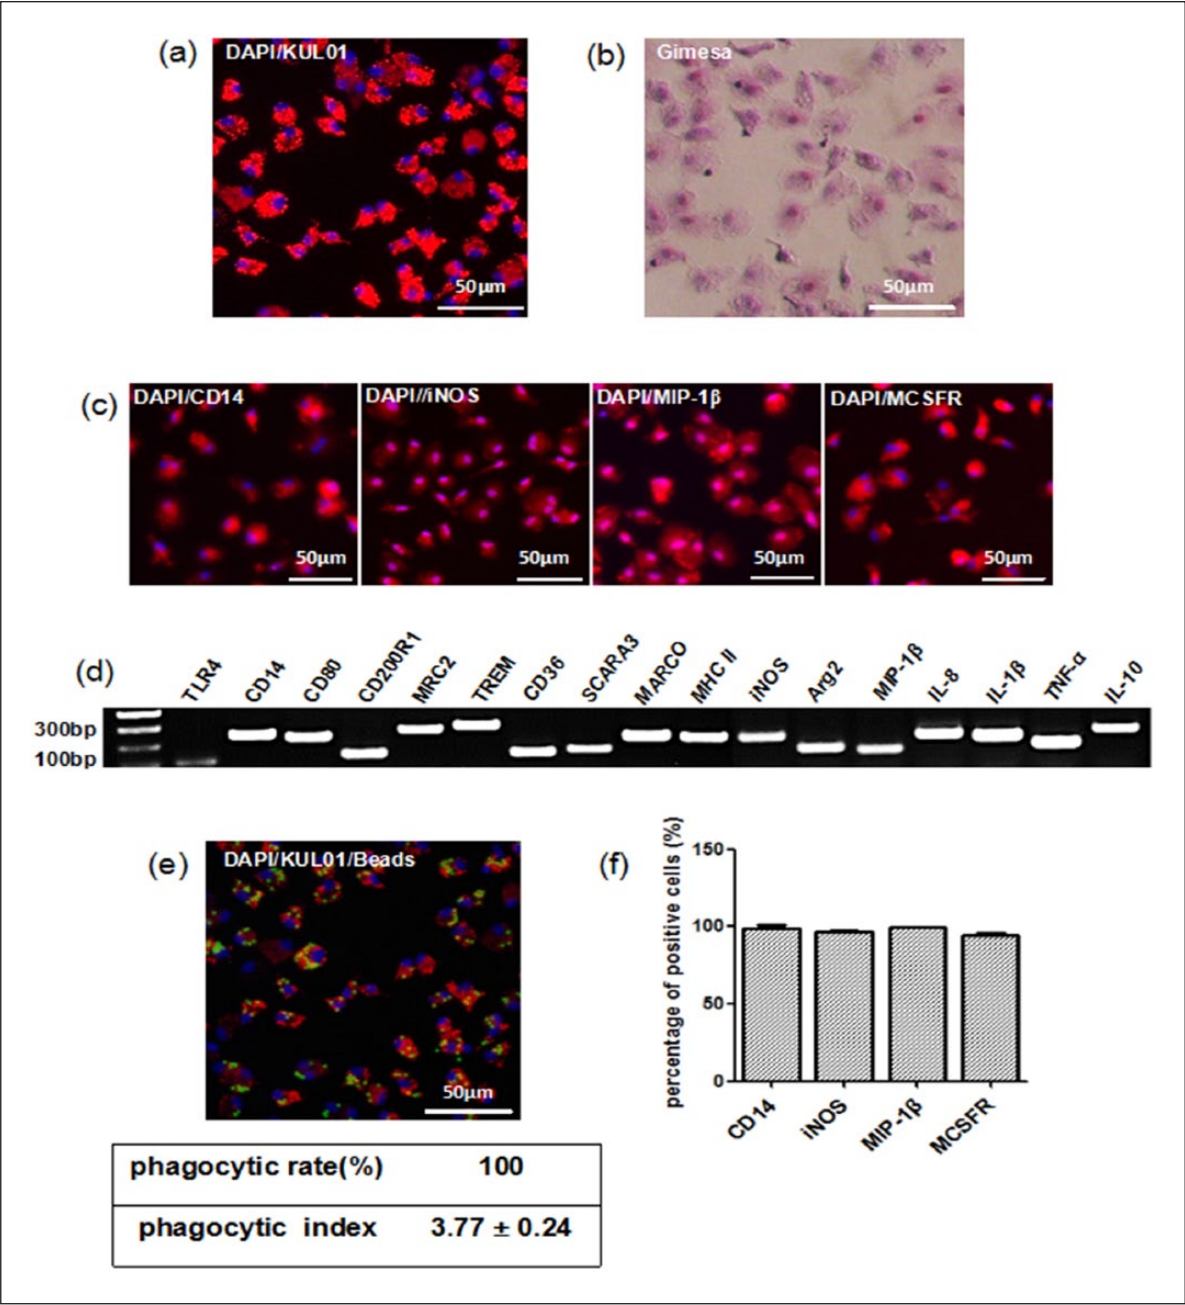 (a)
DAPI/KUL01
50μm
(b)
Gimesa
50μm
(c)
DAPI/CD14
50μm
DAPI//iNOS
50μm
DAPI/MIP-1β
50μm
DAPI/MCSFR
50μm
(d)
TLR4
CD14
CD80
CD200R1
MRC2
TREM
CD36
SCARA3
MARCO
MHC II
iNOS
Arg2
MIP-1β
IL-8
IL-1β
TNF-α
IL-10
300bp
100bp
(e)
DAPI/KUL01/Beads
50μm
phagocytic rate(%) 100
phagocytic index 3.77 ± 0.24
(f)
percentage of positive cells (%)
150
100
50
0
CD14
iNOS
MIP-1β
MCSFR